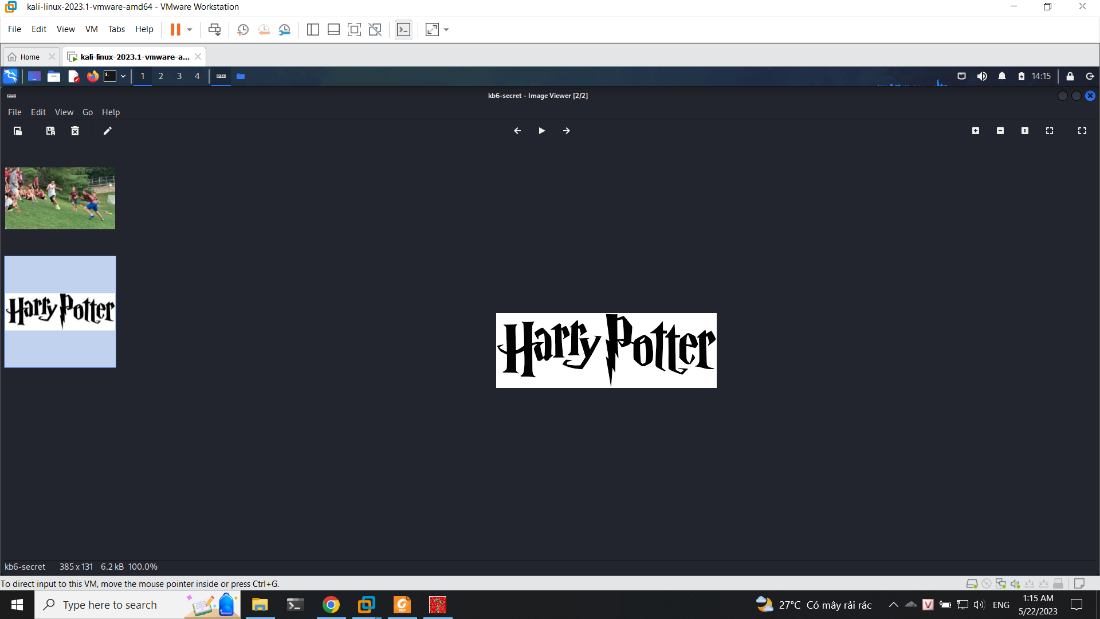 kali-linux-2023.1-vmware-amd64 - VMware Workstation
File Edit View VM Tabs Help
Home kali-linux-2023.1-vmware-a...
1 2 3 4 14:15
kb6-secret - Image Viewer [2/2]
File Edit View Go Help
Harry Potter
Harry Potter
kb6-secret 385 x 131 6.2 kB 100.0%
To direct input to this VM, move the mouse pointer inside or press Ctrl+G.
Type here to search 27°C Có mây rải rác ENG 1:15 AM
5/22/2023